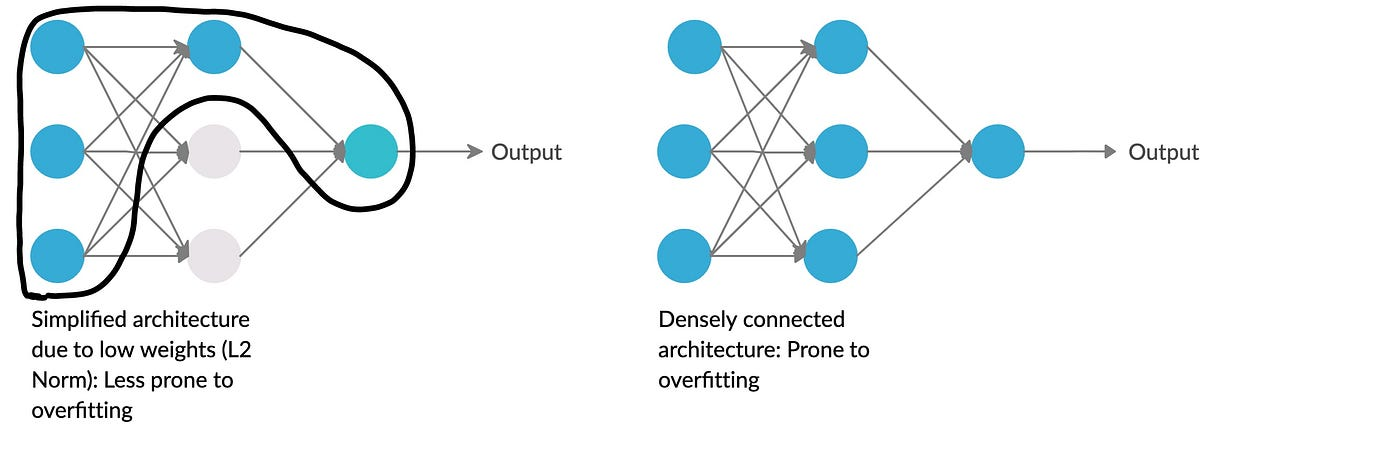 Output
Simplified architecture
due to low weights (L2
Norm): Less prone to
overfitting
Output
Densely connected
architecture: Prone to
overfitting